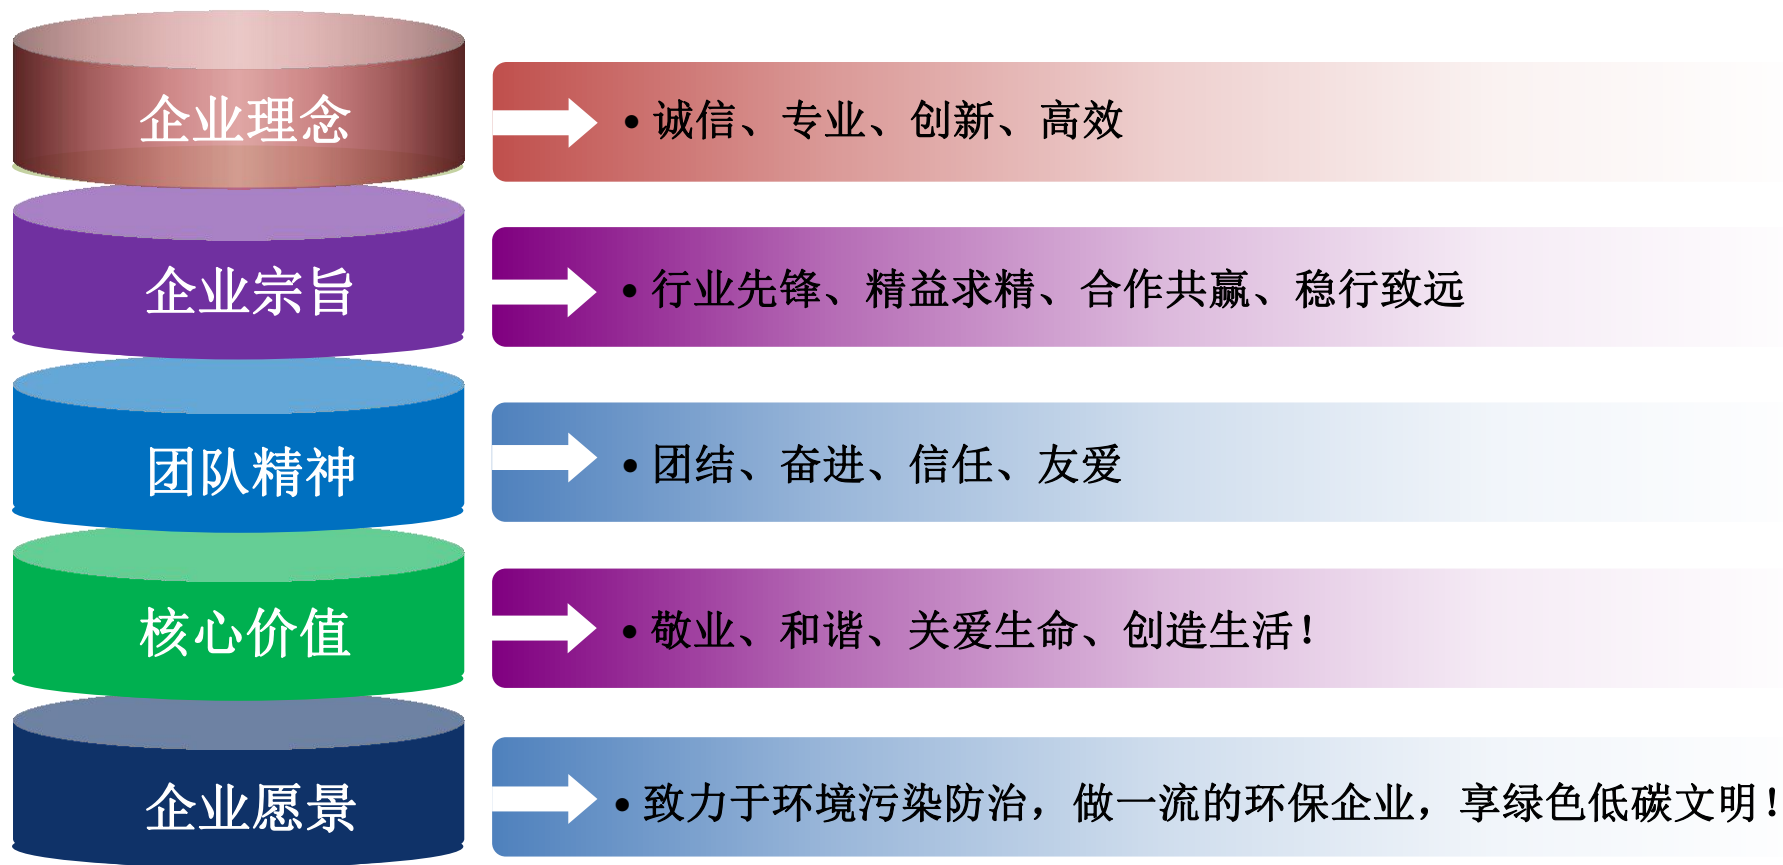 企业理念
• 诚信、专业、创新、高效
企业宗旨
• 行业先锋、精益求精、合作共赢、稳行致远
团队精神
• 团结、奋进、信任、友爱
核心价值
• 敬业、和谐、关爱生命、创造生活！
企业愿景
• 致力于环境污染防治，做一流的环保企业，享绿色低碳文明！